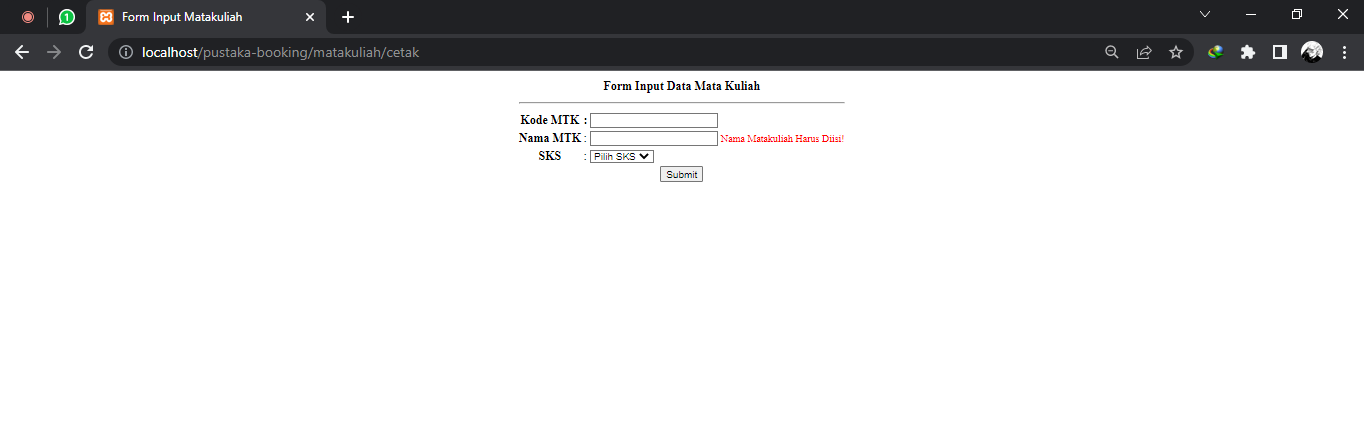 1
Form Input Matakuliah
localhost/pustaka-booking/matakuliah/cetak
Form Input Data Mata Kuliah
Kode MTK :
Nama MTK : Nama Matakuliah Harus Diisi!
SKS : Pilih SKS
Submit